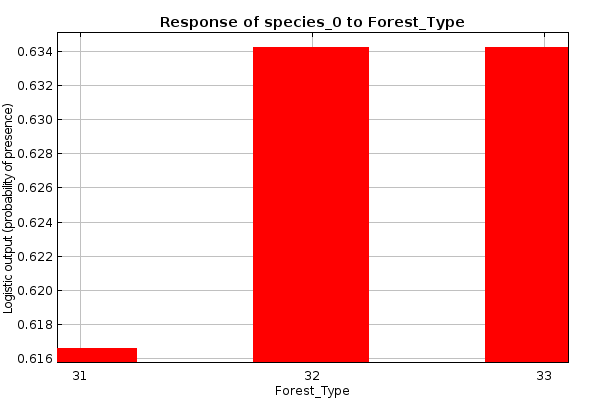 Response of species_0 to Forest_Type
Logistic output (probability of presence)
0.634
0.632
0.630
0.628
0.626
0.624
0.622
0.620
0.618
0.616
31 32 33
Forest_Type